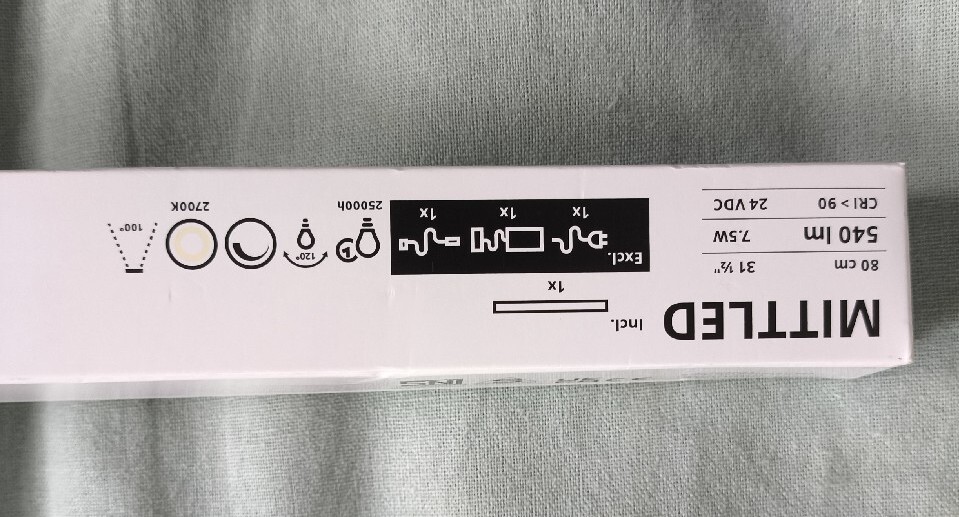 MITTLED
80 cm 31 ½"
540 lm 7.5W
CRI > 90 24 VDC
Incl.
1x
Excl.
1x 1x 1x
25000h
120°
2700K
100°